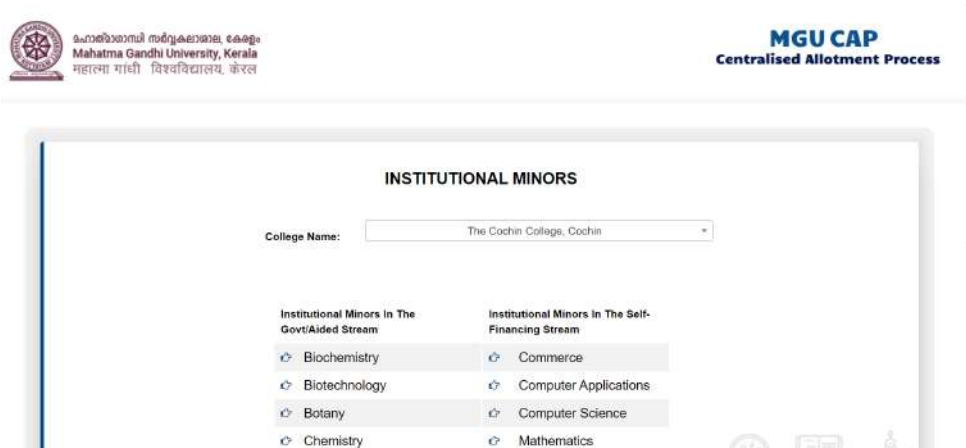 മഹാത്മാഗാന്ധി സർവ്വകലാശാല, കേരളം
Mahatma Gandhi University, Kerala
महात्मा गांधी विश्वविद्यालय, केरल
MGU CAP
Centralised Allotment Process
INSTITUTIONAL MINORS
College Name:
The Cochin College, Cochin
Institutional Minors In The Govt/Aided Stream
Institutional Minors In The Self-Financing Stream
Biochemistry
Commerce
Biotechnology
Computer Applications
Botany
Computer Science
Chemistry
Mathematics